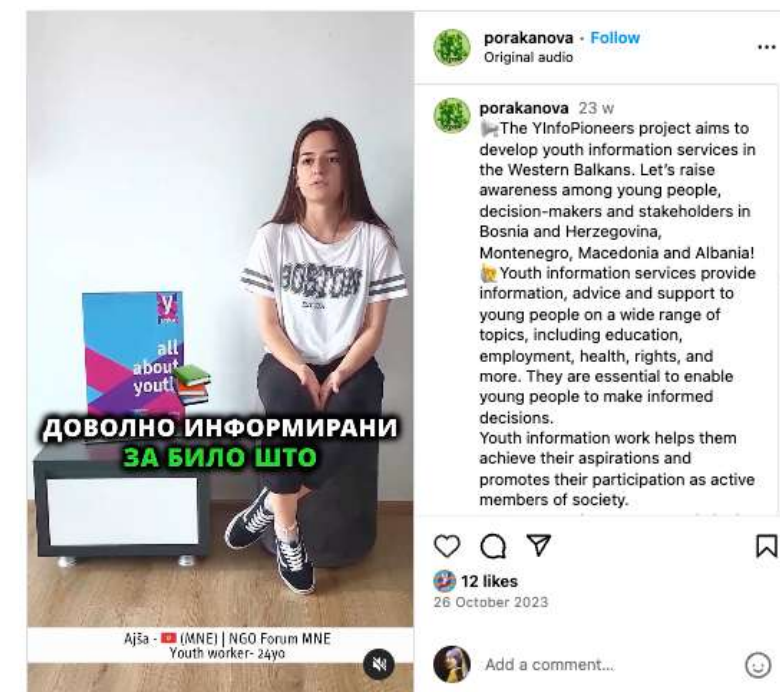 porakanova • Follow
Original audio
porakanova 23 w
The YInfoPioneers project aims to
develop youth information services in
the Western Balkans. Let's raise
awareness among young people,
decision-makers and stakeholders in
Bosnia and Herzegovina,
Montenegro, Macedonia and Albania!
Youth information services provide
information, advice and support to
young people on a wide range of
topics, including education,
employment, health, rights, and
more. They are essential to enable
young people to make informed
decisions.
Youth information work helps them
achieve their aspirations and
promotes their participation as active
members of society.
12 likes
26 October 2023
Add a comment...
BOSTON
all
about
youth
ДОВОЛНО ИНФОРМИРАНИ
ЗА БИЛО ШТО
Ajša - (MNE) | NGO Forum MNE
Youth worker- 24yo